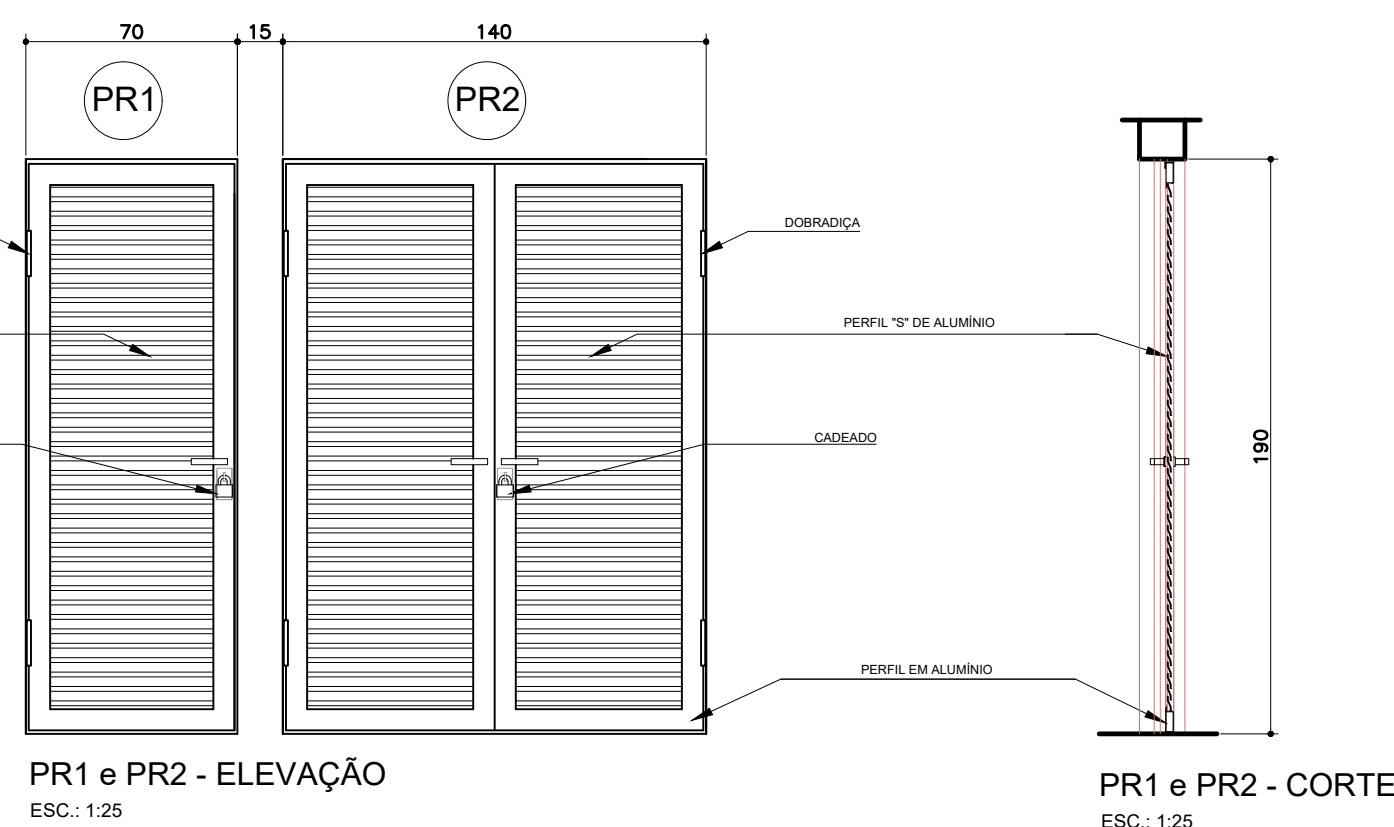 70
15
140
PR1
PR2
DOBRADIÇA
PERFIL "S" DE ALUMÍNIO
CADEADO
190
PERFIL EM ALUMÍNIO
PR1 e PR2 - ELEVAÇÃO
ESC.: 1:25
PR1 e PR2 - CORTE
ESC.: 1:25